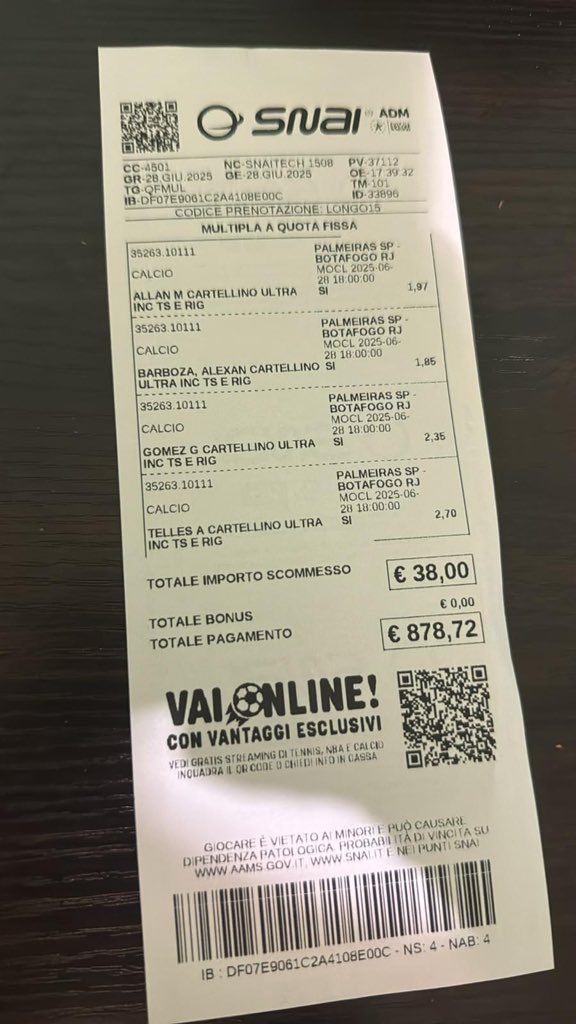 SNAI ADM
CC-4501 NC-SNAITECH 1508 PV-37112
GR-28.GIU.2025 GE-28.GIU.2025 OE-17:39:32
TG-QFMUL TM-101
IB-DF07E9061C2A4108E00C ID-33896
CODICE PRENOTAZIONE: LONGO15
MULTIPLA A QUOTA FISSA
35263.10111 PALMEIRAS SP -
BOTAFOGO RJ
CALCIO MOCL 2025-06-
28 18:00:00
ALLAN M CARTELLINO ULTRA SI 1,97
INC TS E RIG
35263.10111 PALMEIRAS SP -
BOTAFOGO RJ
CALCIO MOCL 2025-06-
28 18:00:00
BARBOZA, ALEXAN CARTELLINO SI 1,85
ULTRA INC TS E RIG
35263.10111 PALMEIRAS SP -
BOTAFOGO RJ
CALCIO MOCL 2025-06-
28 18:00:00
GOMEZ G CARTELLINO ULTRA SI 2,35
INC TS E RIG
35263.10111 PALMEIRAS SP -
BOTAFOGO RJ
CALCIO MOCL 2025-06-
28 18:00:00
TELLES A CARTELLINO ULTRA SI 2,70
INC TS E RIG
TOTALE IMPORTO SCOMMESSO € 38,00
TOTALE BONUS € 0,00
TOTALE PAGAMENTO € 878,72
VAI ONLINE!
CON VANTAGGI ESCLUSIVI
VEDI GRATIS STREAMING DI TENNIS, NBA E CALCIO
INQUADRA IL QR CODE O CHIEDI INFO IN CASSA
GIOCARE È VIETATO AI MINORI E PUÒ CAUSARE
DIPENDENZA PATOLOGICA. PROBABILITÀ DI VINCITA SU
WWW.AAMS.GOV.IT, WWW.SNAI.IT E NEI PUNTI SNAI
IB : DF07E9061C2A4108E00C - NS: 4 - NAB: 4